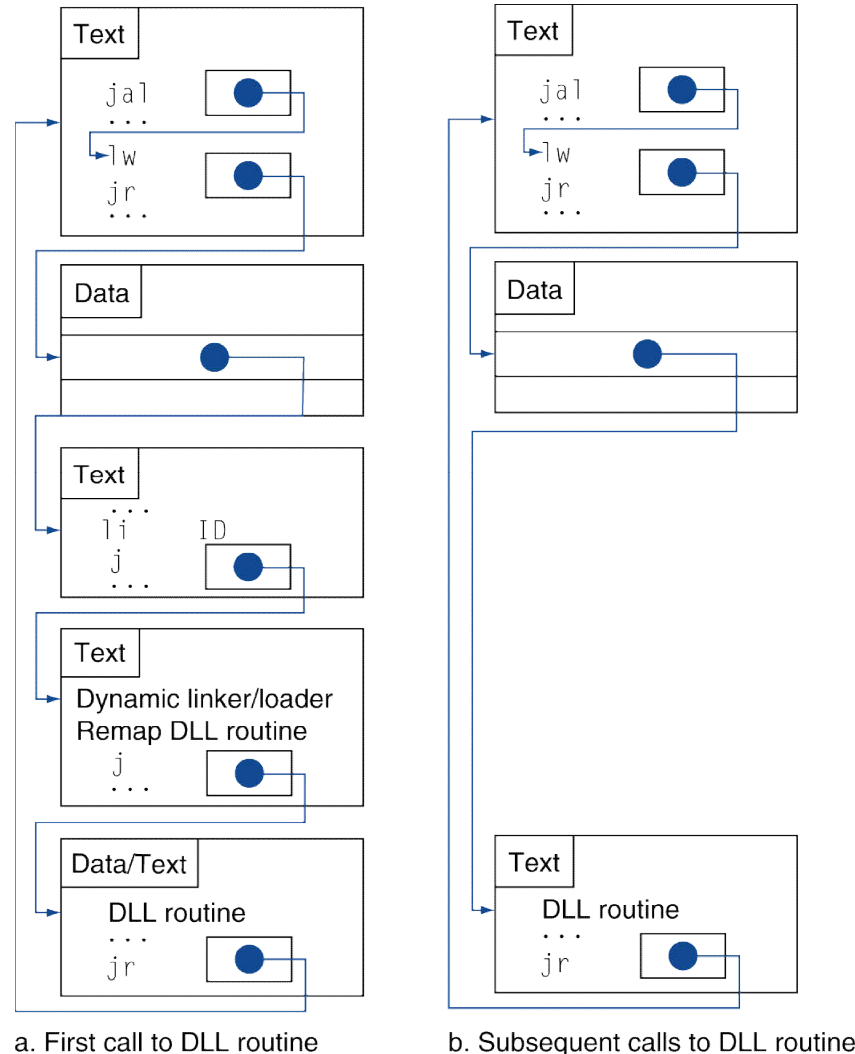 Text
jal
...
lw
jr
...
Data
Text
...
li ID
j
...
Text
Dynamic linker/loader
Remap DLL routine
j
...
Data/Text
DLL routine
...
jr
a. First call to DLL routine
Text
jal
...
lw
jr
...
Data
Text
DLL routine
...
jr
b. Subsequent calls to DLL routine